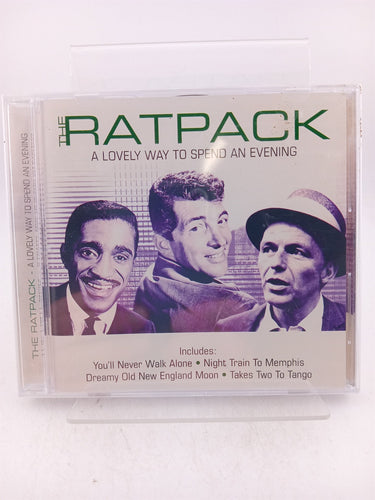 THE RATPACK
A LOVELY WAY TO SPEND AN EVENING
THE RATPACK - A LOVELY WAY TO SPEND AN EVENING
Includes:
You'll Never Walk Alone • Night Train To Memphis
Dreamy Old New England Moon • Takes Two To Tango